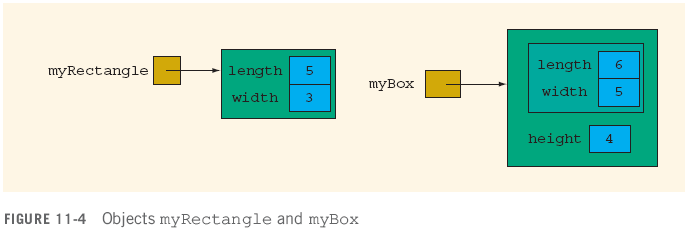 myRectangle
length 5
width 3
myBox
length 6
width 5
height 4
FIGURE 11-4 Objects myRectangle and myBox